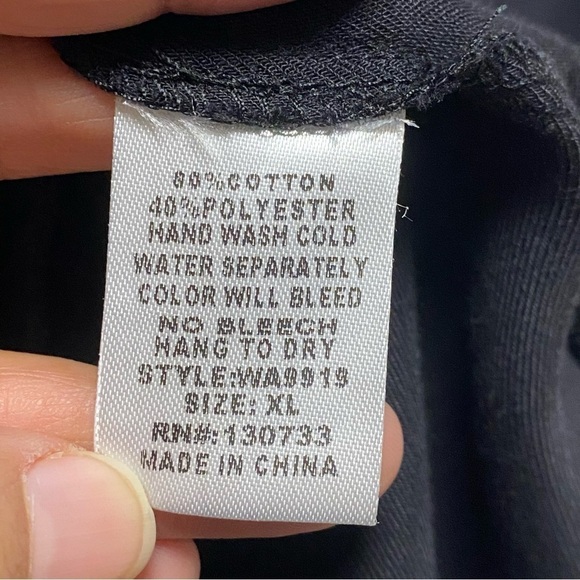 60%COTTON
40%POLYESTER
HAND WASH COLD
WATER SEPARATELY
COLOR WILL BLEED
NO BLEECH
HANG TO DRY
STYLE:WA9919
SIZE: XL
RN#: 130733
MADE IN CHINA